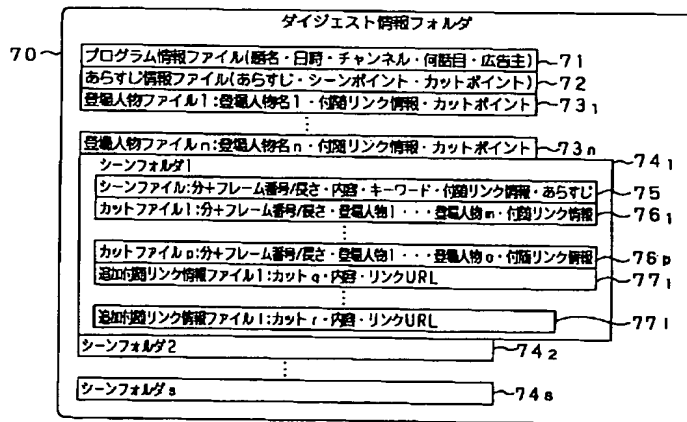 ダイジェスト情報フォルダ
70
プログラム情報ファイル(題名・日時・チャンネル・何話目・広告主) 71
あらすじ情報ファイル(あらすじ・シーンポイント・カットポイント) 72
登場人物ファイル1:登場人物名1・付随リンク情報・カットポイント 73₁
登場人物ファイルn:登場人物名n・付随リンク情報・カットポイント 73n
シーンフォルダ1 74₁
シーンファイル:分+フレーム番号/長さ・内容・キーワード・付随リンク情報・あらすじ 75
カットファイル1:分+フレーム番号/長さ・登場人物1・・・登場人物m・付随リンク情報 76₁
カットファイルp:分+フレーム番号/長さ・登場人物1・・・登場人物o・付随リンク情報 76p
追加付随リンク情報ファイル1:カットq・内容・リンクURL 77₁
追加付随リンク情報ファイルl:カットr・内容・リンクURL 77l
シーンフォルダ2 74₂
シーンフォルダs 74s